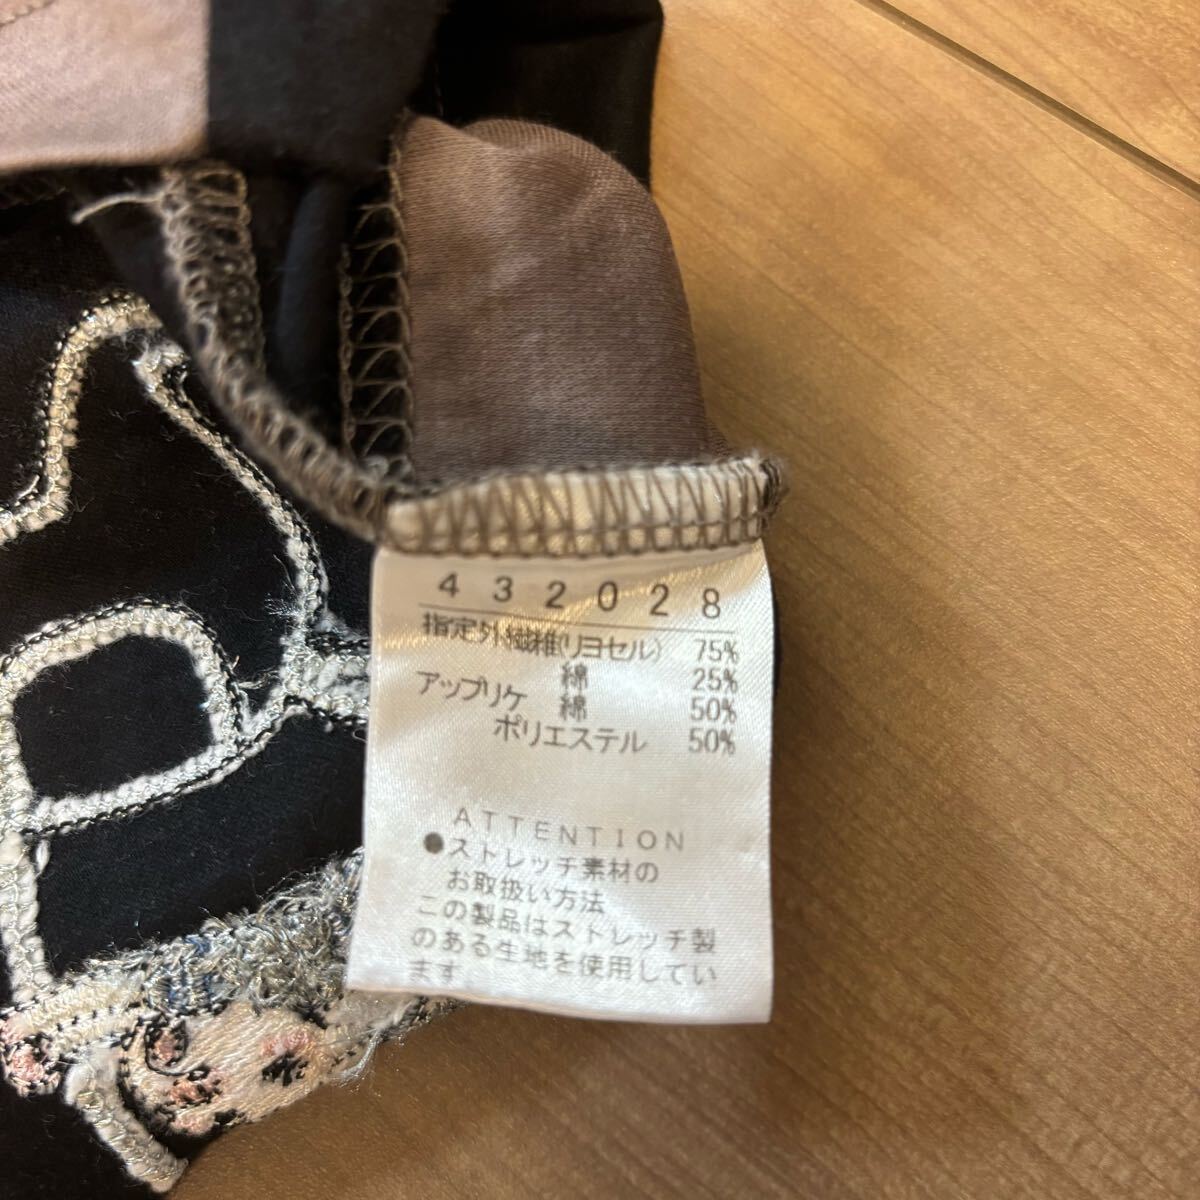 432028
指定外繊維(リヨセル) 75%
綿 25%
アップリケ 綿 50%
ポリエステル 50%
ATTENTION
●ストレッチ素材の
お取扱い方法
この製品はストレッチ製
のある生地を使用してい
ます